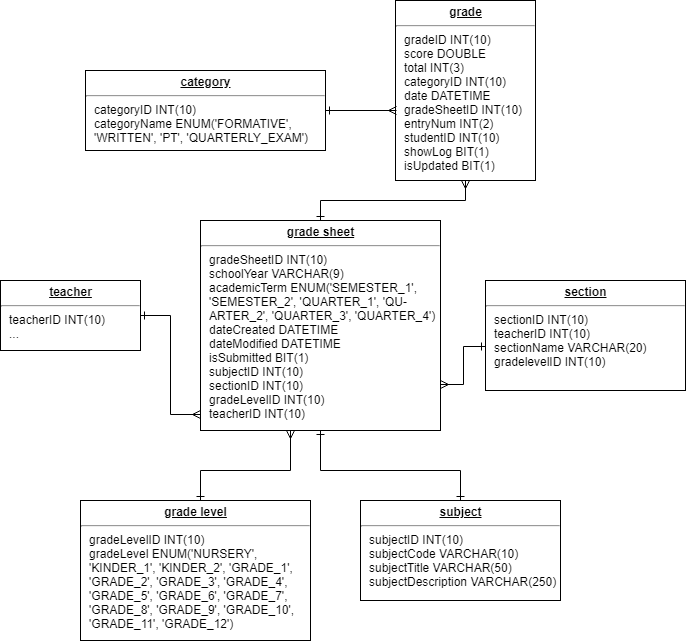 grade
gradeID INT(10)
score DOUBLE
total INT(3)
categoryID INT(10)
date DATETIME
gradeSheetID INT(10)
entryNum INT(2)
studentID INT(10)
showLog BIT(1)
isUpdated BIT(1)
category
categoryID INT(10)
categoryName ENUM('FORMATIVE',
'WRITTEN', 'PT', 'QUARTERLY_EXAM')
grade sheet
gradeSheetID INT(10)
schoolYear VARCHAR(9)
academicTerm ENUM('SEMESTER_1',
'SEMESTER_2', 'QUARTER_1', 'QU-
ARTER_2', 'QUARTER_3', 'QUARTER_4')
dateCreated DATETIME
dateModified DATETIME
isSubmitted BIT(1)
subjectID INT(10)
sectionID INT(10)
gradeLevelID INT(10)
teacherID INT(10)
teacher
teacherID INT(10)
...
section
sectionID INT(10)
teacherID INT(10)
sectionName VARCHAR(20)
gradelevelID INT(10)
grade level
gradeLevelID INT(10)
gradeLevel ENUM('NURSERY',
'KINDER_1', 'KINDER_2', 'GRADE_1',
'GRADE_2', 'GRADE_3', 'GRADE_4',
'GRADE_5', 'GRADE_6', 'GRADE_7',
'GRADE_8', 'GRADE_9', 'GRADE_10',
'GRADE_11', 'GRADE_12')
subject
subjectID INT(10)
subjectCode VARCHAR(10)
subjectTitle VARCHAR(50)
subjectDescription VARCHAR(250)